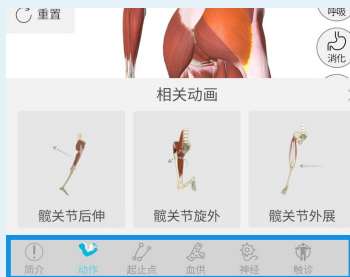 重置
呼吸
消化
相关动画
髋关节后伸 髋关节旋外 髋关节外展
简介 动作 起止点 血供 神经 触诊